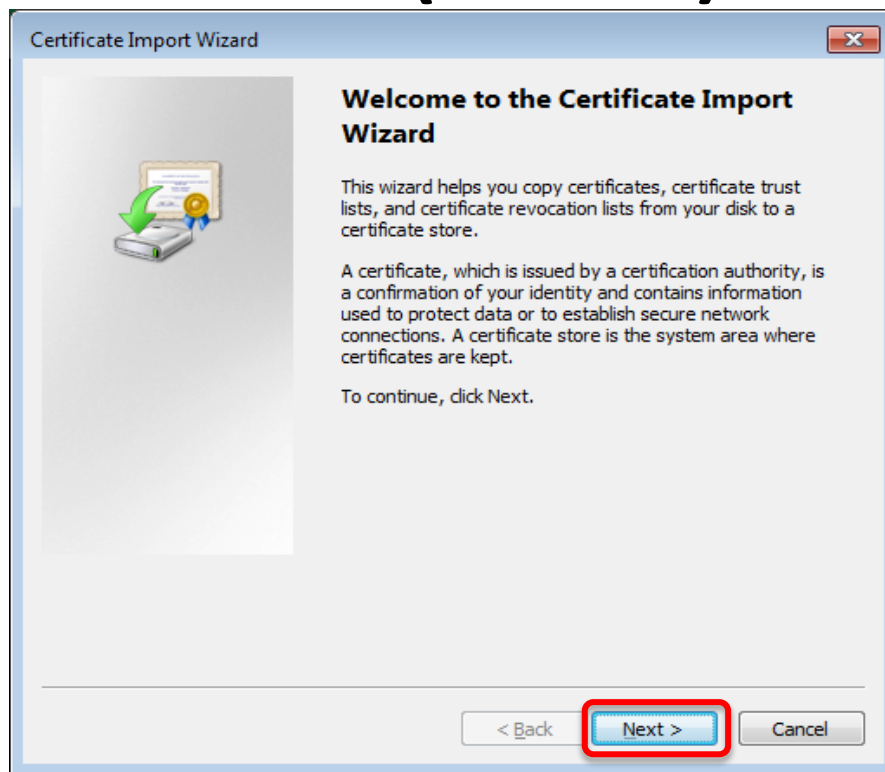 Certificate Import Wizard
Welcome to the Certificate Import
Wizard
This wizard helps you copy certificates, certificate trust
lists, and certificate revocation lists from your disk to a
certificate store.
A certificate, which is issued by a certification authority, is
a confirmation of your identity and contains information
used to protect data or to establish secure network
connections. A certificate store is the system area where
certificates are kept.
To continue, click Next.
< Back Next > Cancel